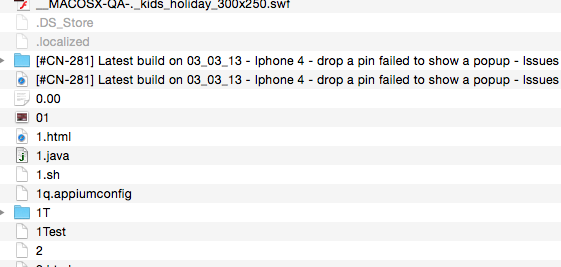 __MACOSX-QA-._kids_holiday_300x250.swf
.DS_Store
.localized
[#CN-281] Latest build on 03_03_13 - Iphone 4 - drop a pin failed to show a popup - Issues
[#CN-281] Latest build on 03_03_13 - Iphone 4 - drop a pin failed to show a popup - Issues
0.00
01
1.html
1.java
1.sh
1q.appiumconfig
1T
1Test
2